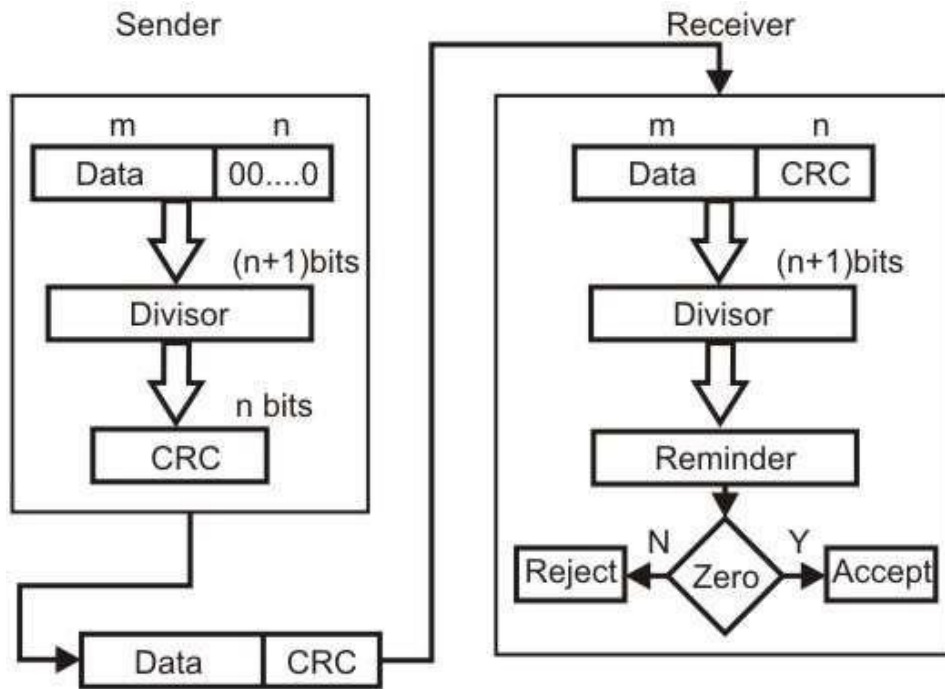 Sender
m n
Data 00....0
(n+1)bits
Divisor
n bits
CRC
Data CRC
Receiver
m n
Data CRC
(n+1)bits
Divisor
Reminder
N Y
Reject Zero Accept